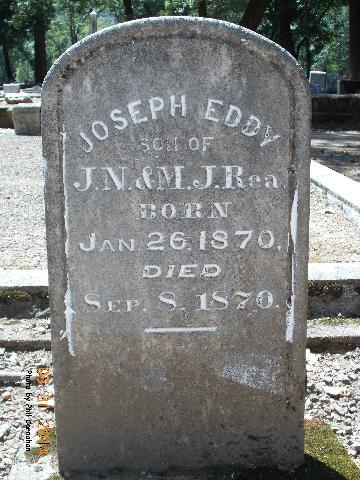 JOSEPH EDDY
SON OF
J.N. & M.J. Rea.
BORN
JAN. 26, 1870,
DIED
SEP. 8, 1870.